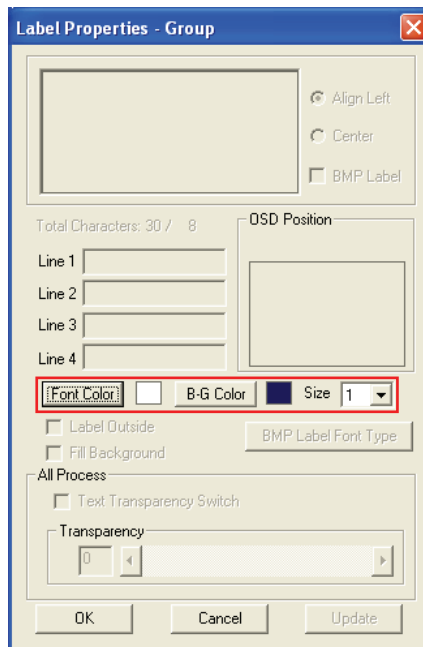 Label Properties - Group
Align Left
Center
BMP Label
Total Characters: 30 / 8
OSD Position
Line 1
Line 2
Line 3
Line 4
Font Color B-G Color Size 1
Label Outside
BMP Label Font Type
Fill Background
All Process
Text Transparency Switch
Transparency
0
OK Cancel Update